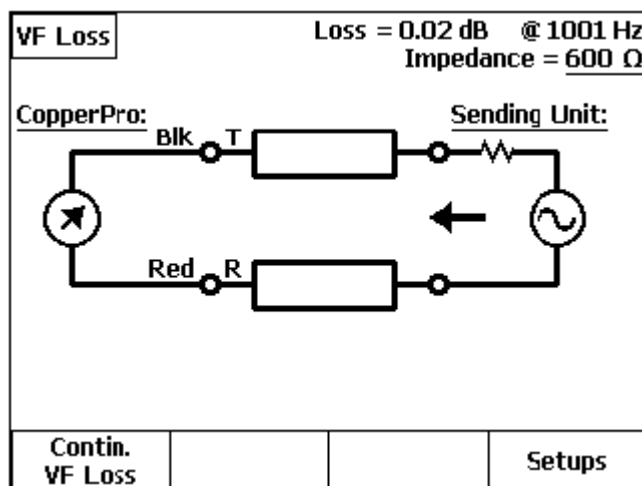 VF Loss
Loss = 0.02 dB @ 1001 Hz
Impedance = 600 Ω
CopperPro:
Sending Unit:
Blk T
Red R
Contin.
VF Loss
Setups